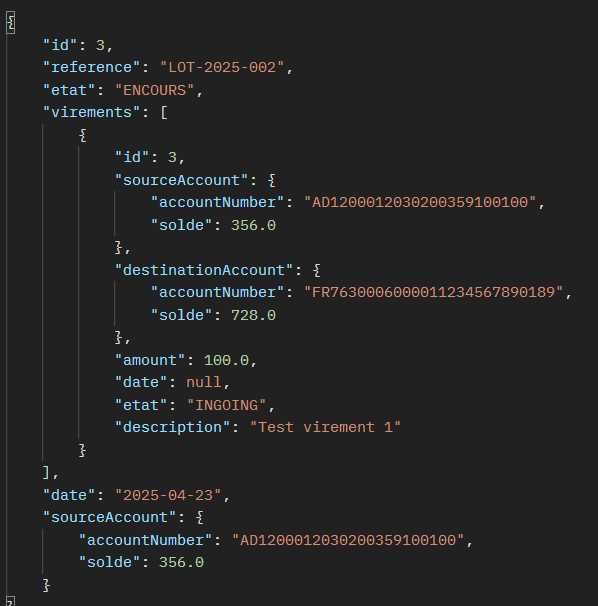 {
    "id": 3,
    "reference": "LOT-2025-002",
    "etat": "ENCOURS",
    "virements": [
        {
            "id": 3,
            "sourceAccount": {
                "accountNumber": "AD1200012030200359100100",
                "solde": 356.0
            },
            "destinationAccount": {
                "accountNumber": "FR7630006000011234567890189",
                "solde": 728.0
            },
            "amount": 100.0,
            "date": null,
            "etat": "INGOING",
            "description": "Test virement 1"
        }
    ],
    "date": "2025-04-23",
    "sourceAccount": {
        "accountNumber": "AD1200012030200359100100",
        "solde": 356.0
    }
}